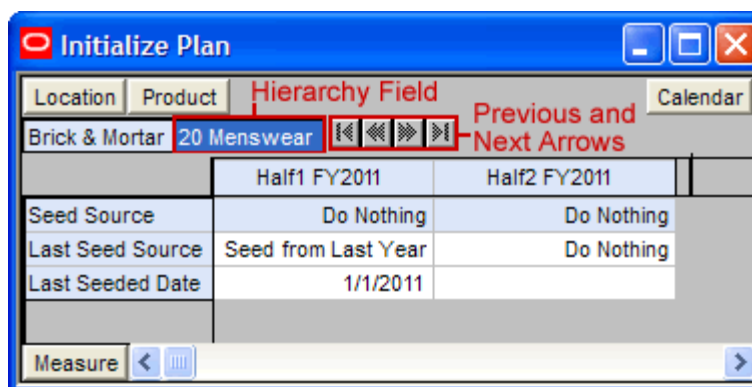 Initialize Plan
Location Product Hierarchy Field Calendar
Brick & Mortar 20 Menswear Previous and
Next Arrows
Half1 FY2011 Half2 FY2011
Seed Source Do Nothing Do Nothing
Last Seed Source Seed from Last Year Do Nothing
Last Seeded Date 1/1/2011
Measure